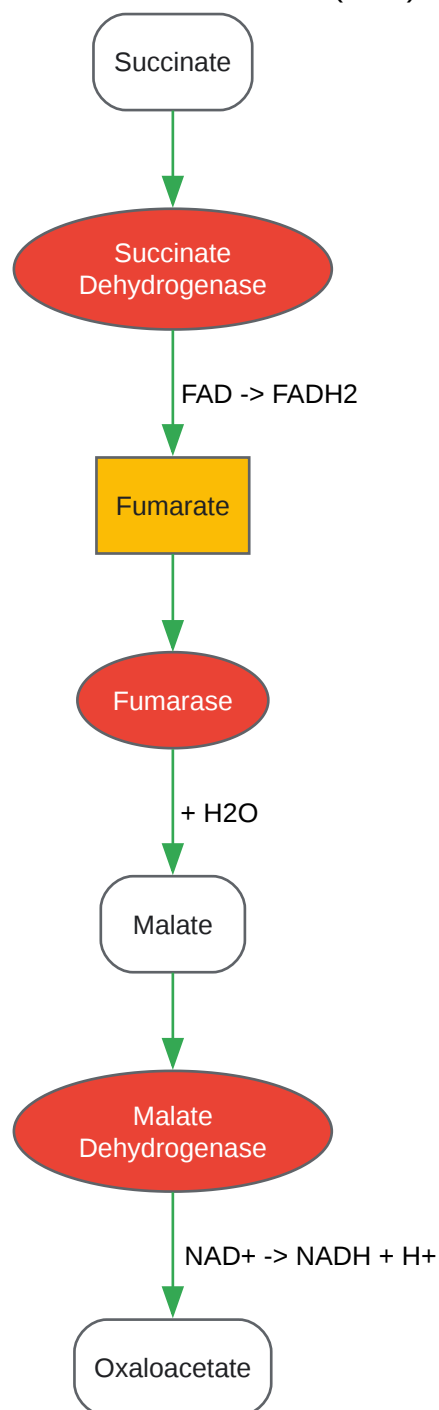 Succinate
Succinate
Dehydrogenase
FAD -> FADH2
Fumarate
Fumarase
+ H2O
Malate
Malate
Dehydrogenase
NAD+ -> NADH + H+
Oxaloacetate